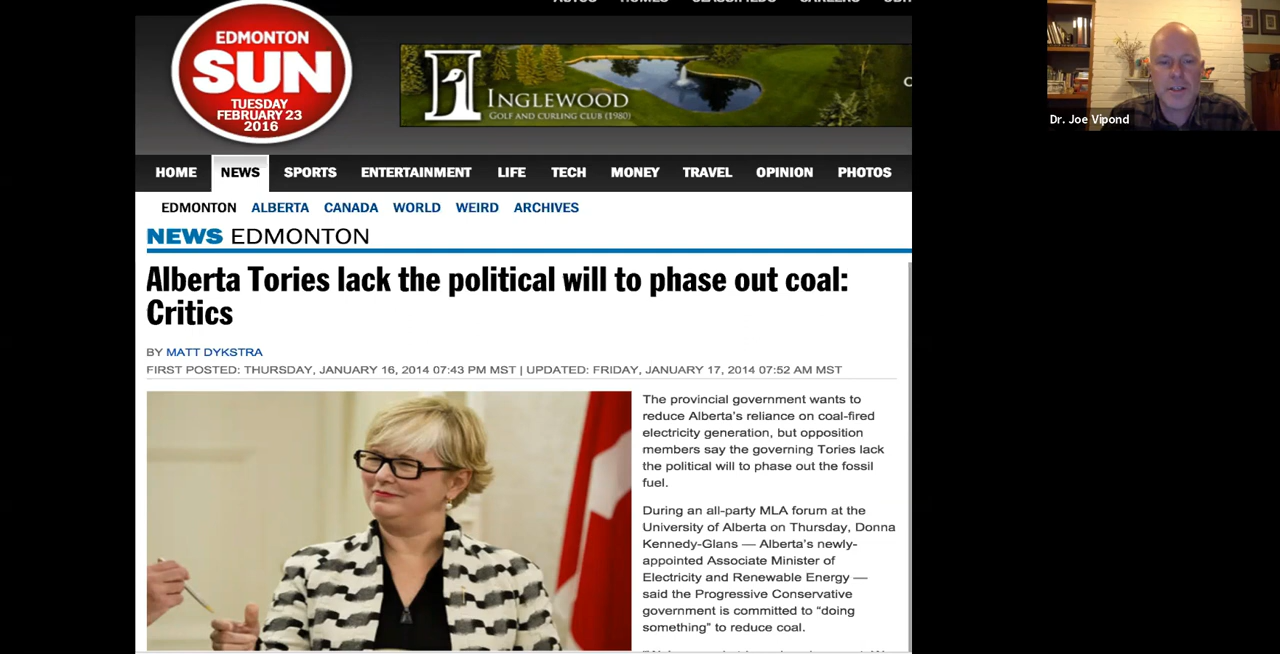 AUTOS HOMES CLASSIFIEDS CAREERS
EDMONTON
SUN
TUESDAY
FEBRUARY 23
2016
INGLEWOOD
GOLF AND CURLING CLUB (1980)
Dr. Joe Vipond
HOME NEWS SPORTS ENTERTAINMENT LIFE TECH MONEY TRAVEL OPINION PHOTOS
EDMONTON ALBERTA CANADA WORLD WEIRD ARCHIVES
NEWS EDMONTON
Alberta Tories lack the political will to phase out coal:
Critics
BY MATT DYKSTRA
FIRST POSTED: THURSDAY, JANUARY 16, 2014 07:43 PM MST | UPDATED: FRIDAY, JANUARY 17, 2014 07:52 AM MST
The provincial government wants to
reduce Alberta's reliance on coal-fired
electricity generation, but opposition
members say the governing Tories lack
the political will to phase out the fossil
fuel.
During an all-party MLA forum at the
University of Alberta on Thursday, Donna
Kennedy-Glans — Alberta's newly-
appointed Associate Minister of
Electricity and Renewable Energy —
said the Progressive Conservative
government is committed to “doing
something” to reduce coal.